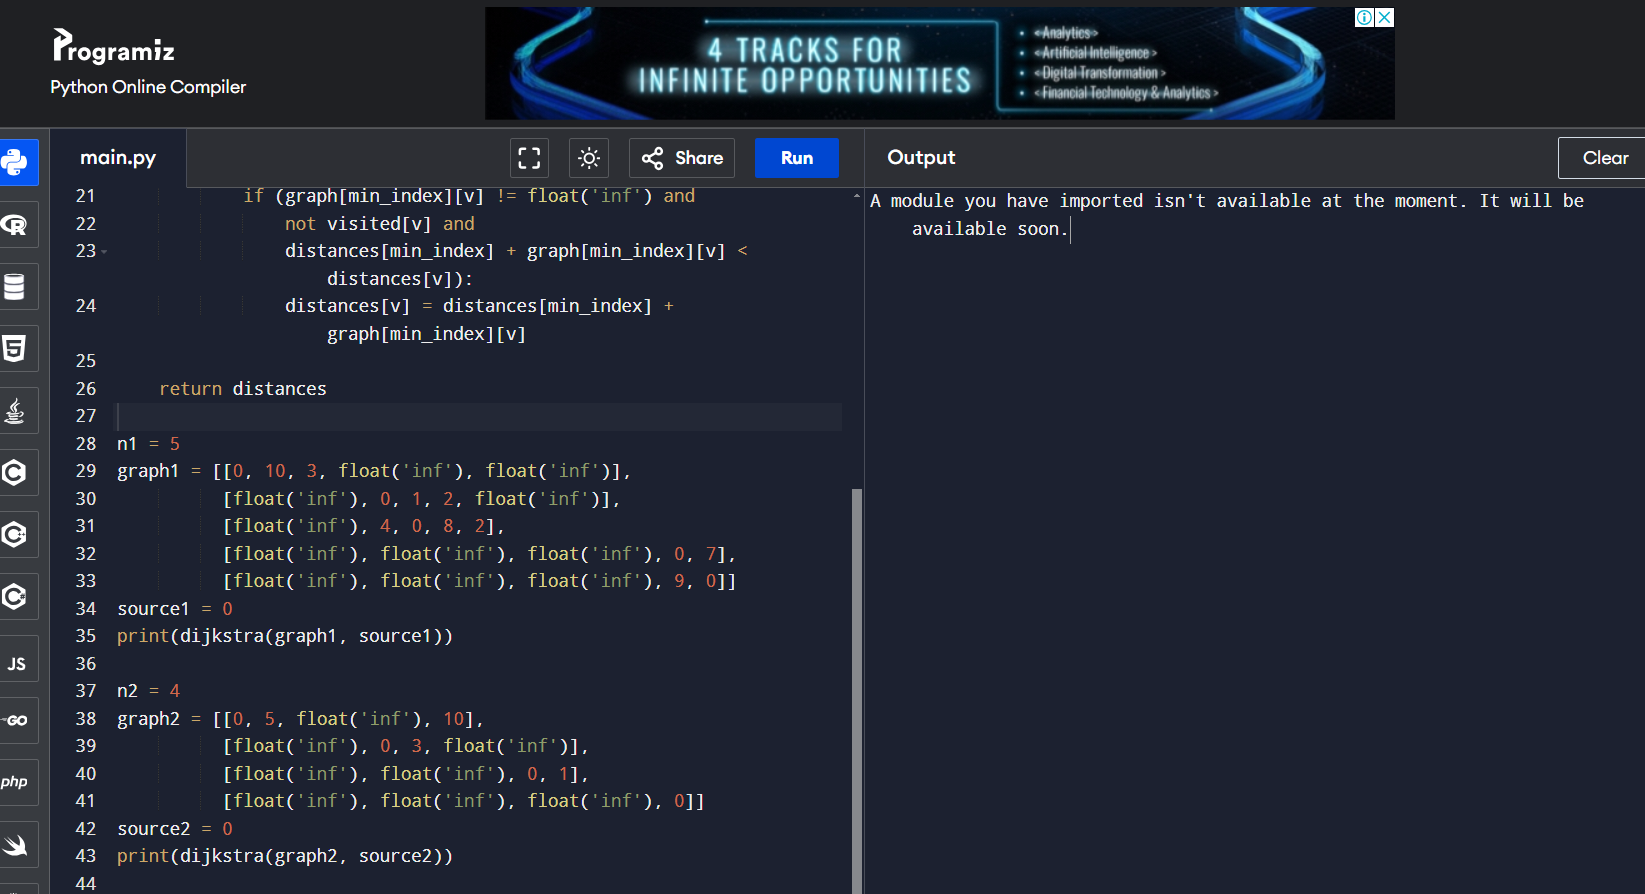 Programiz
Python Online Compiler
4 TRACKS FOR
INFINITE OPPORTUNITIES
• <Analytics>
• <Artificial Intelligence>
• <Digital Transformation>
• <Financial Technology & Analytics>
main.py
Share
Run
Output
Clear
21 if (graph[min_index][v] != float('inf') and
22 not visited[v] and
23 distances[min_index] + graph[min_index][v] <
distances[v]):
24 distances[v] = distances[min_index] +
graph[min_index][v]
25
26 return distances
27
28 n1 = 5
29 graph1 = [[0, 10, 3, float('inf'), float('inf')],
30 [float('inf'), 0, 1, 2, float('inf')],
31 [float('inf'), 4, 0, 8, 2],
32 [float('inf'), float('inf'), float('inf'), 0, 7],
33 [float('inf'), float('inf'), float('inf'), 9, 0]]
34 source1 = 0
35 print(dijkstra(graph1, source1))
36
37 n2 = 4
38 graph2 = [[0, 5, float('inf'), 10],
39 [float('inf'), 0, 3, float('inf')],
40 [float('inf'), float('inf'), 0, 1],
41 [float('inf'), float('inf'), float('inf'), 0]]
42 source2 = 0
43 print(dijkstra(graph2, source2))
44
A module you have imported isn't available at the moment. It will be
available soon.
R
5
C
C++
C#
JS
GO
php